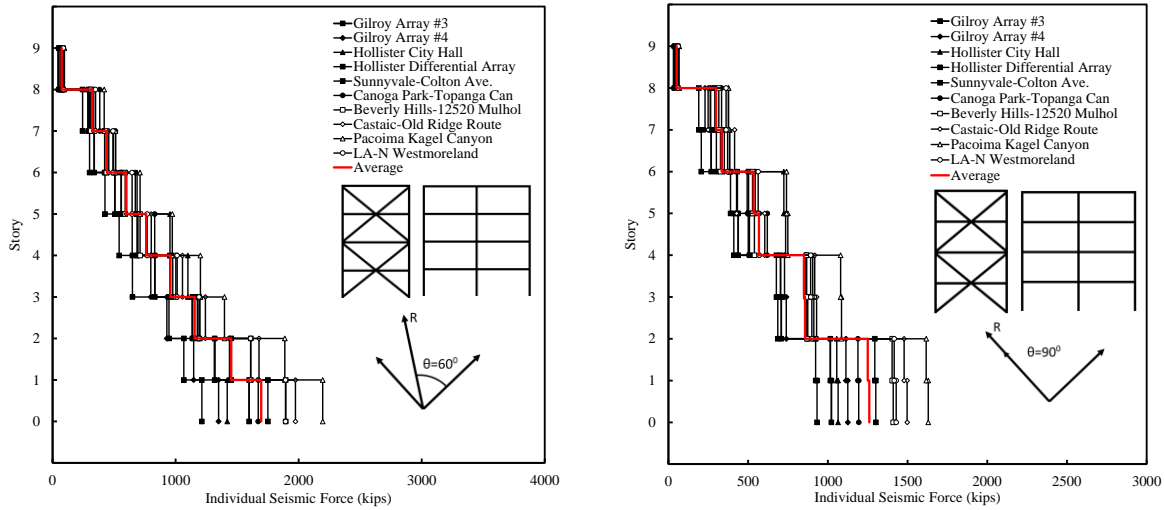 Gilroy Array #3
Gilroy Array #4
Hollister City Hall
Hollister Differential Array
Sunnyvale-Colton Ave.
Canoga Park-Topanga Can
Beverly Hills-12520 Mulhol
Castaic-Old Ridge Route
Pacoima Kagel Canyon
LA-N Westmoreland
Average
9
8
7
6
5
4
3
2
1
0
Story
R
θ=60⁰
0
1000
2000
3000
4000
Individual Seismic Force (kips)
Gilroy Array #3
Gilroy Array #4
Hollister City Hall
Hollister Differential Array
Sunnyvale-Colton Ave.
Canoga Park-Topanga Can
Beverly Hills-12520 Mulhol
Castaic-Old Ridge Route
Pacoima Kagel Canyon
LA-N Westmoreland
Average
9
8
7
6
5
4
3
2
1
0
Story
R
θ=90⁰
0
500
1000
1500
2000
2500
3000
Individual Seismic Force (kips)